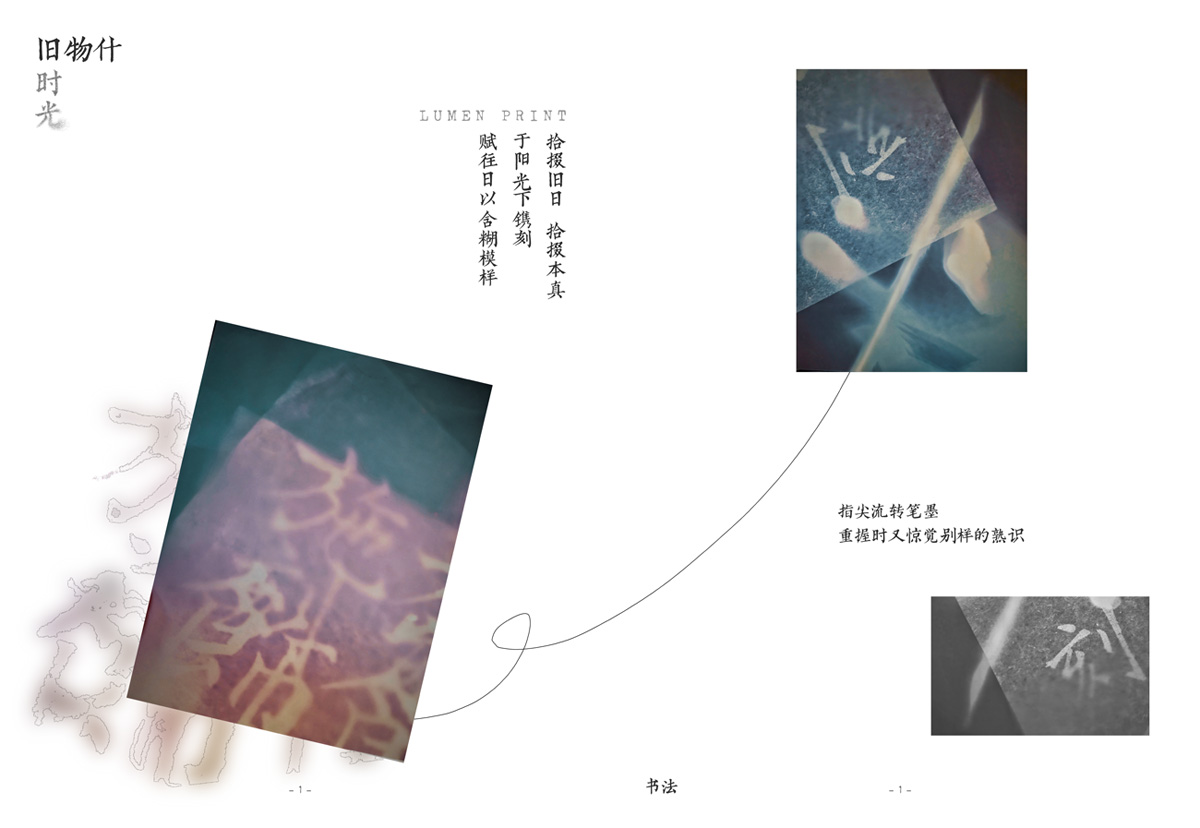 旧物什
时
光
LUMEN PRINT
拾掇旧日 拾掇本真
于阳光下镌刻
赋往日以含糊模样
指尖流转笔墨
重握时又惊觉别样的熟识
-1-
书法
-1-